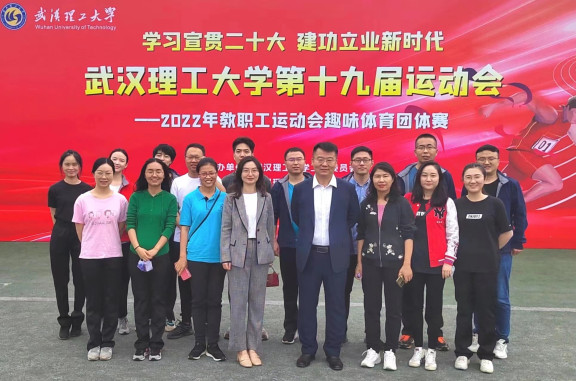 武汉理工大学
Wuhan University of Technology
学习宣贯二十大 建功立业新时代
武汉理工大学第十九届运动会
——2022年教职工运动会趣味体育团体赛